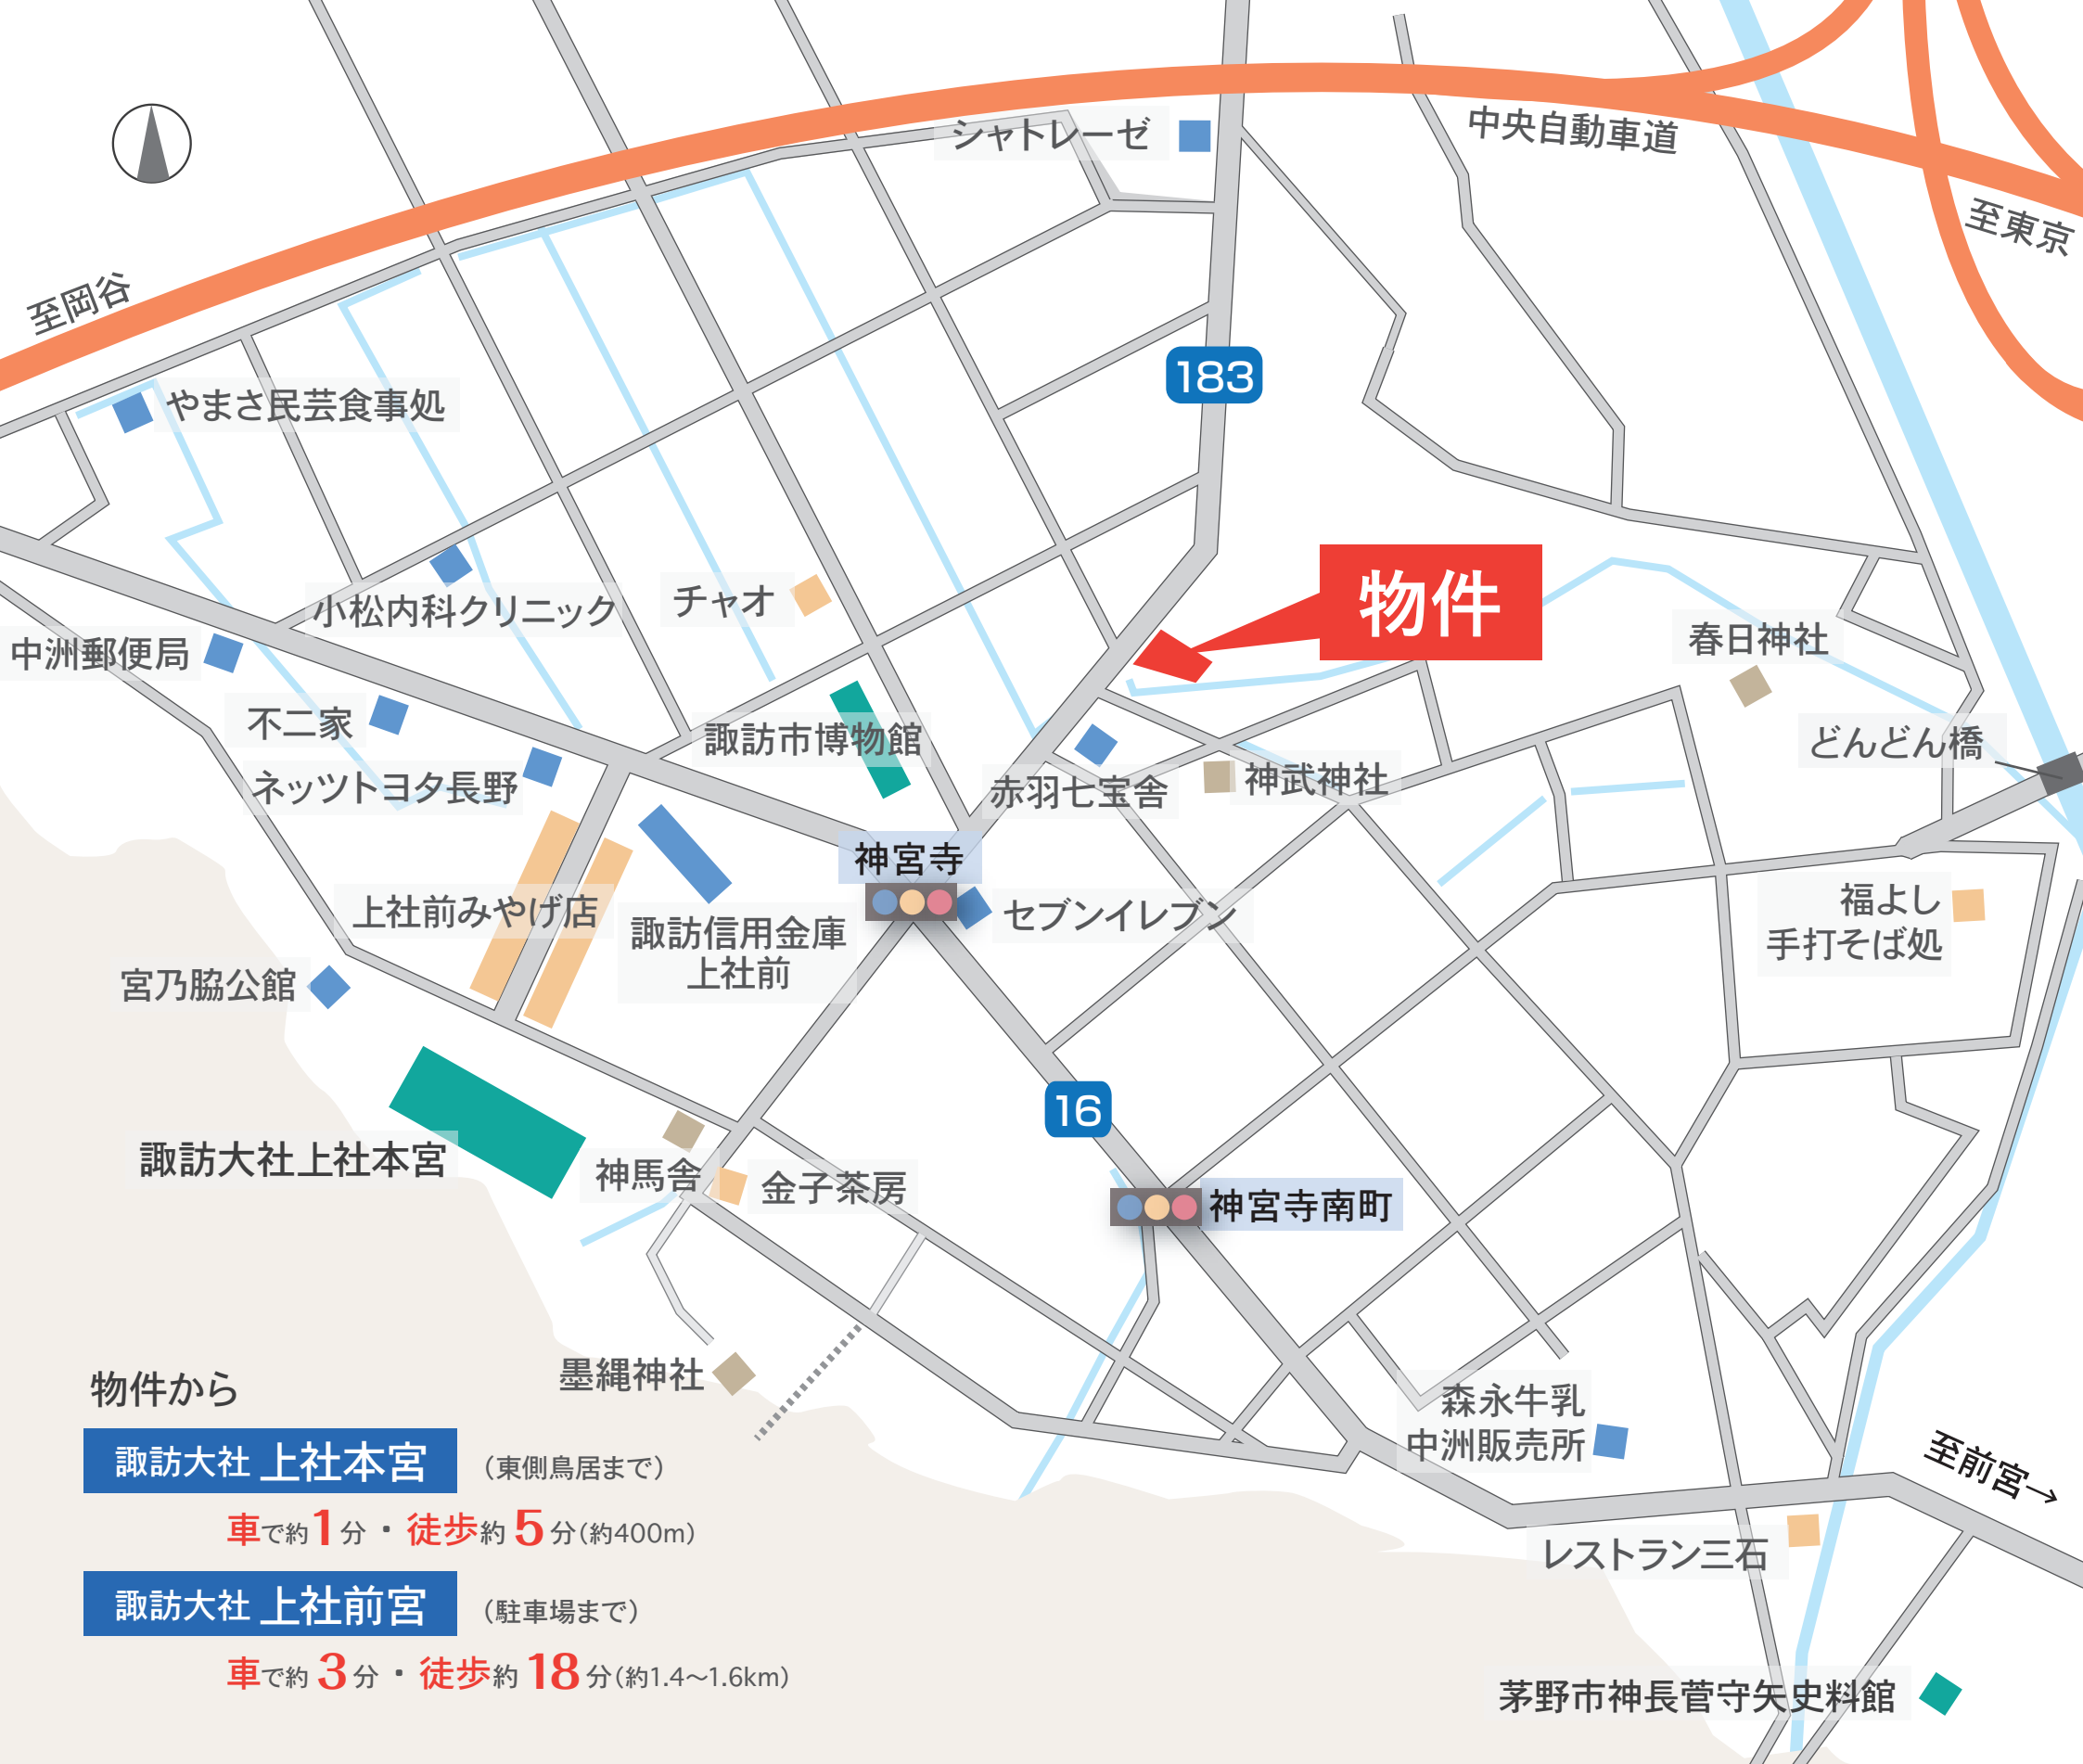 シャトレーゼ
中央自動車道
至東京
至岡谷
183
やまさ民芸食事処
物件
小松内科クリニック
チャオ
春日神社
中洲郵便局
不二家
諏訪市博物館
どんどん橋
ネッツトヨタ長野
赤羽七宝舎
神武神社
神宮寺
上社前みやげ店
諏訪信用金庫
上社前
セブンイレブン
福よし
手打そば処
宮乃脇公館
16
諏訪大社上社本宮
神馬舎
金子茶房
神宮寺南町
墨縄神社
森永牛乳
中洲販売所
至前宮→
レストラン三石
茅野市神長菅守矢史料館
物件から
諏訪大社 上社本宮 （東側鳥居まで）
車で約1分・徒歩約5分（約400m）
諏訪大社 上社前宮 （駐車場まで）
車で約3分・徒歩約18分（約1.4〜1.6km）